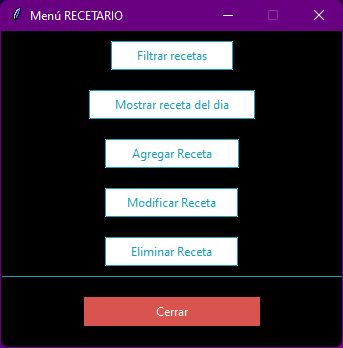 Menú RECETARIO
Filtrar recetas
Mostrar receta del dia
Agregar Receta
Modificar Receta
Eliminar Receta
Cerrar